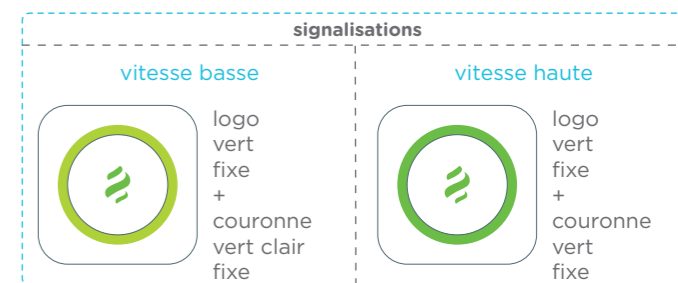 signalisations
vitesse basse
logo
vert
fixe
+
couronne
vert clair
fixe
vitesse haute
logo
vert
fixe
+
couronne
vert
fixe